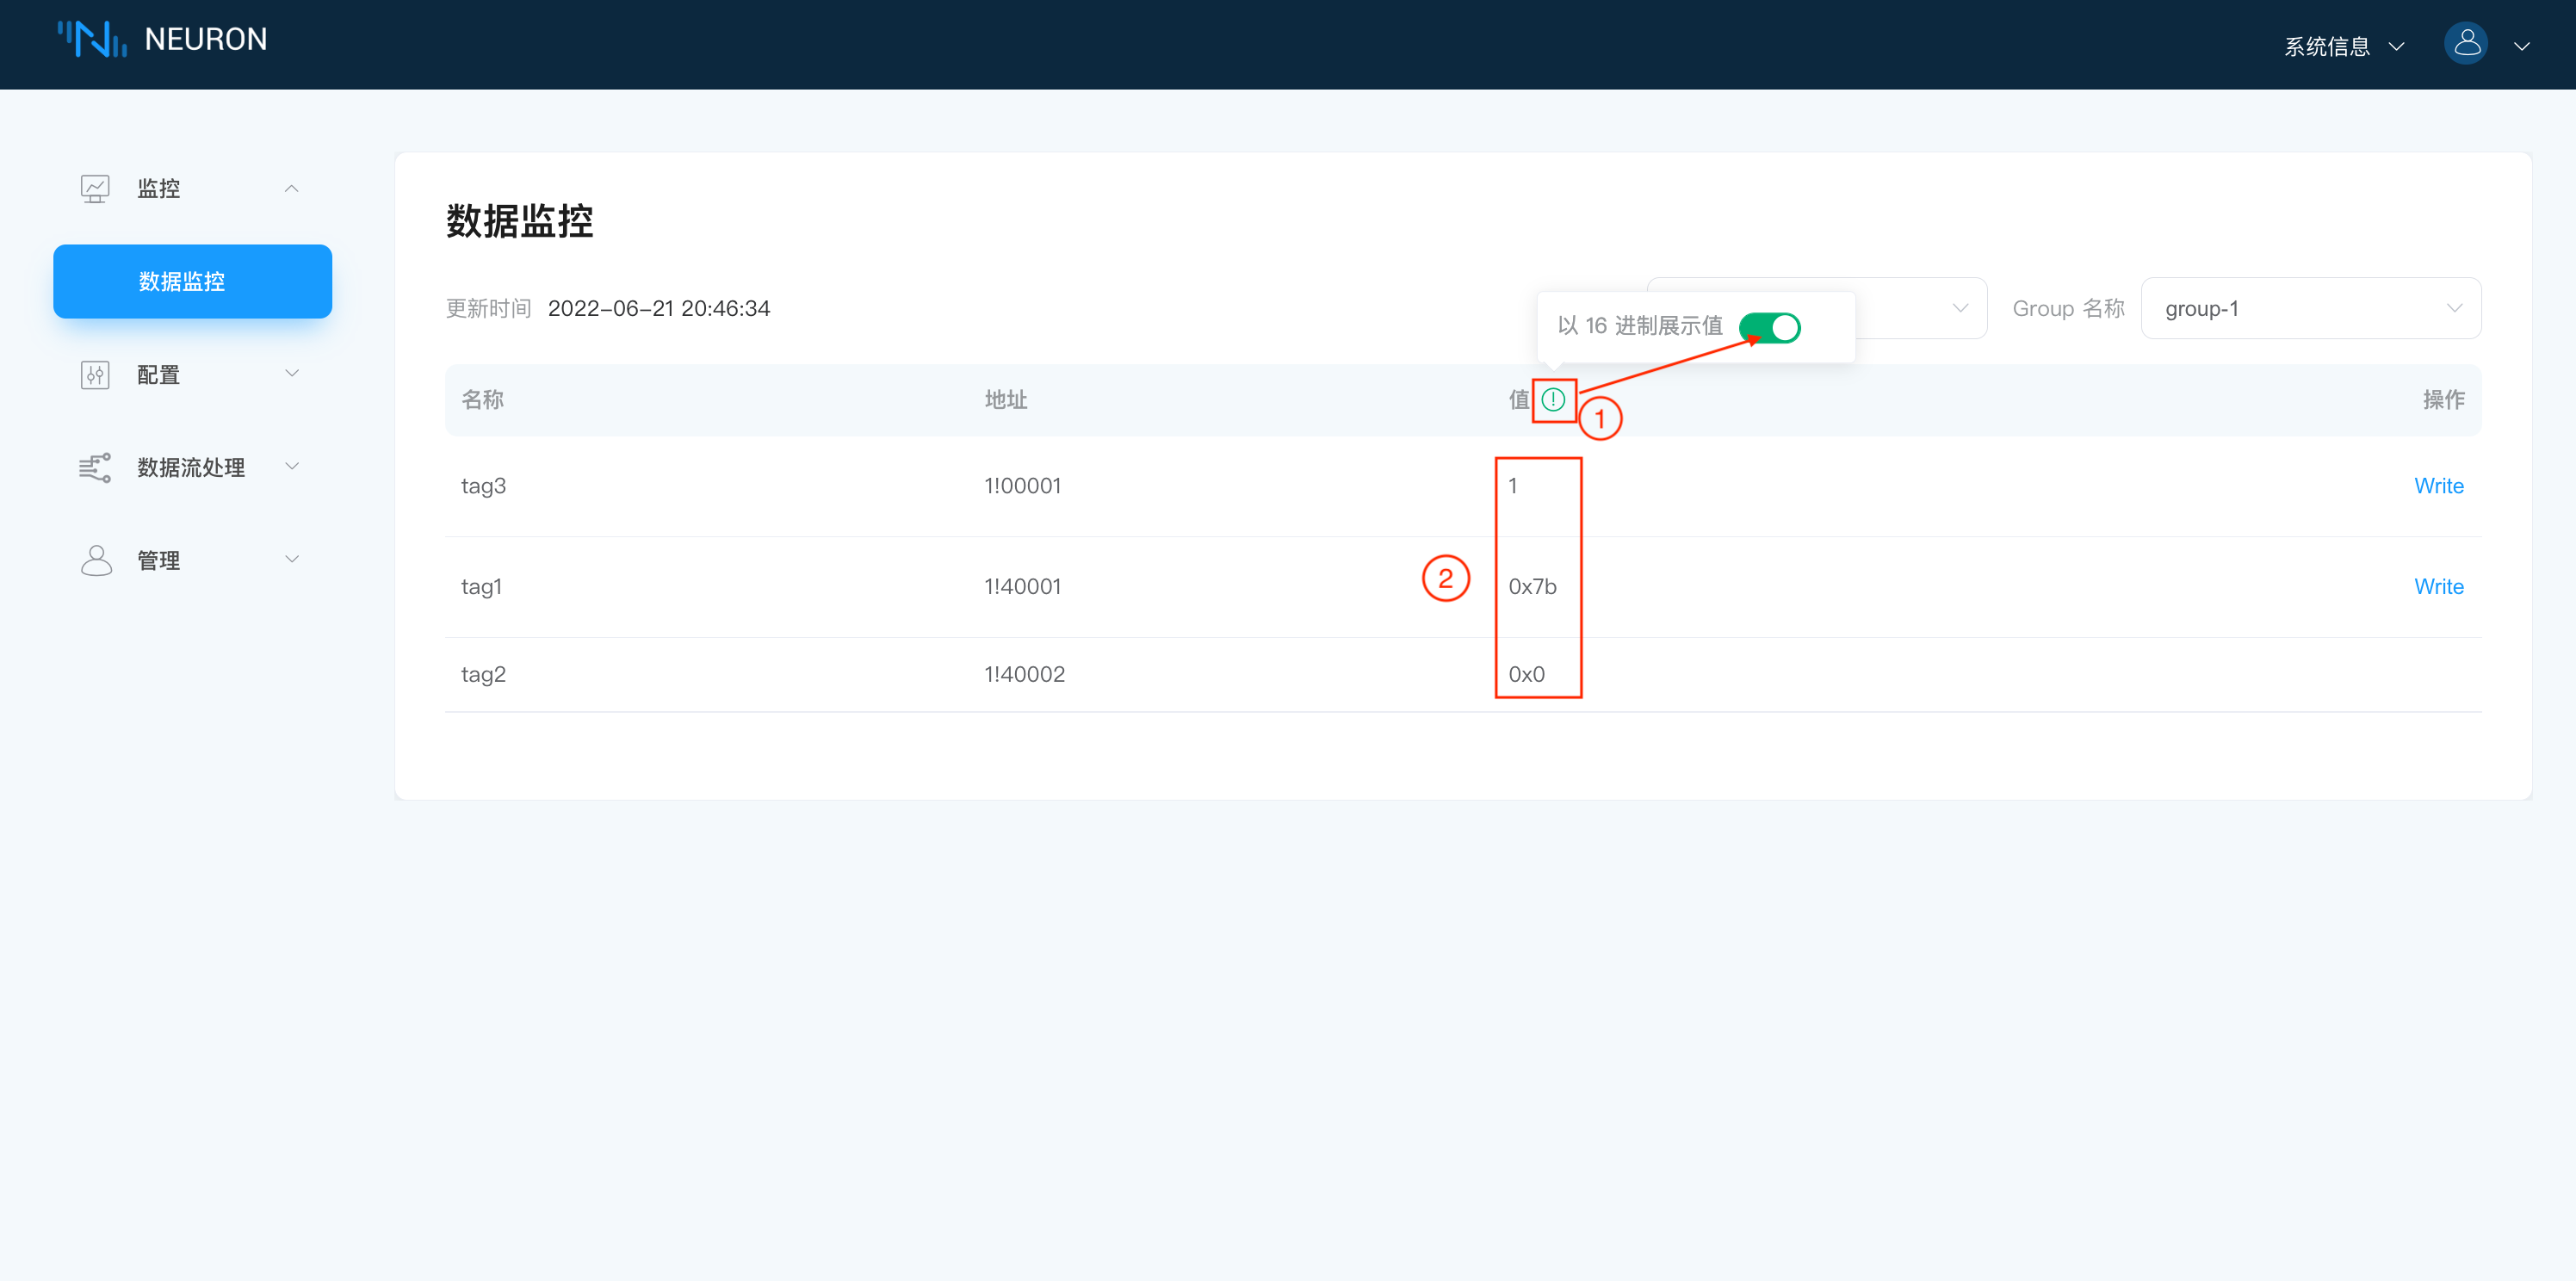 NEURON
系统信息
监控
数据监控
配置
数据流处理
管理
数据监控
更新时间 2022-06-21 20:46:34
以 16 进制展示值
Group 名称 group-1
名称 地址 值 操作
1
tag3 1!00001 1 Write
2
tag1 1!40001 0x7b Write
tag2 1!40002 0x0